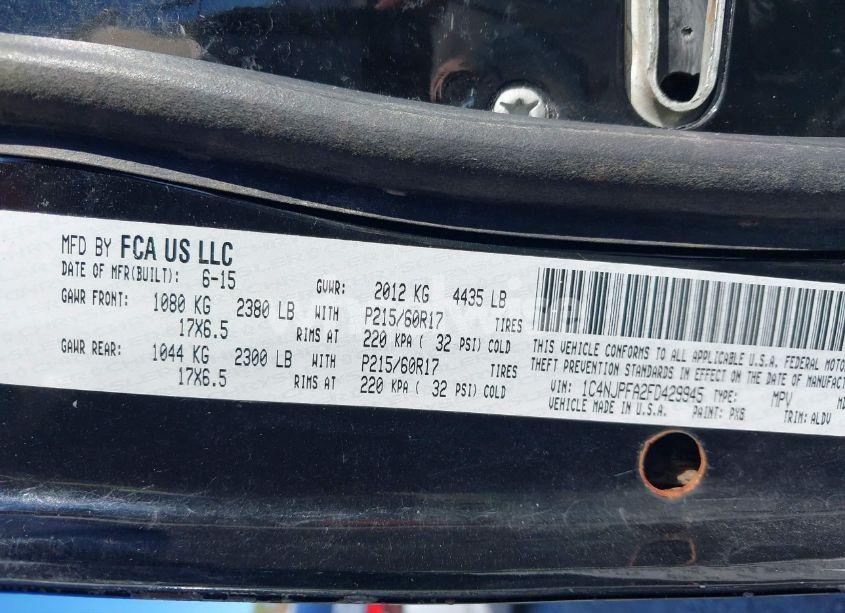 MFD BY FCA US LLC
DATE OF MFR(BUILT): 6-15 GVWR: 2012 KG 4435 LB
GAWR FRONT: 1080 KG 2380 LB WITH P215/60R17 TIRES
17X6.5 RIMS AT 220 KPA ( 32 PSI) COLD
GAWR REAR: 1044 KG 2300 LB WITH P215/60R17 TIRES
17X6.5 RIMS AT 220 KPA ( 32 PSI) COLD
THIS VEHICLE CONFORMS TO ALL APPLICABLE U.S.A. FEDERAL MOTO
THEFT PREVENTION STANDARDS IN EFFECT ON THE DATE OF MANUFACT
VIN: 1C4NJPFA2FD429945 TYPE: MPV MD
VEHICLE MADE IN U.S.A. PAINT: PX8 TRIM: ALDV